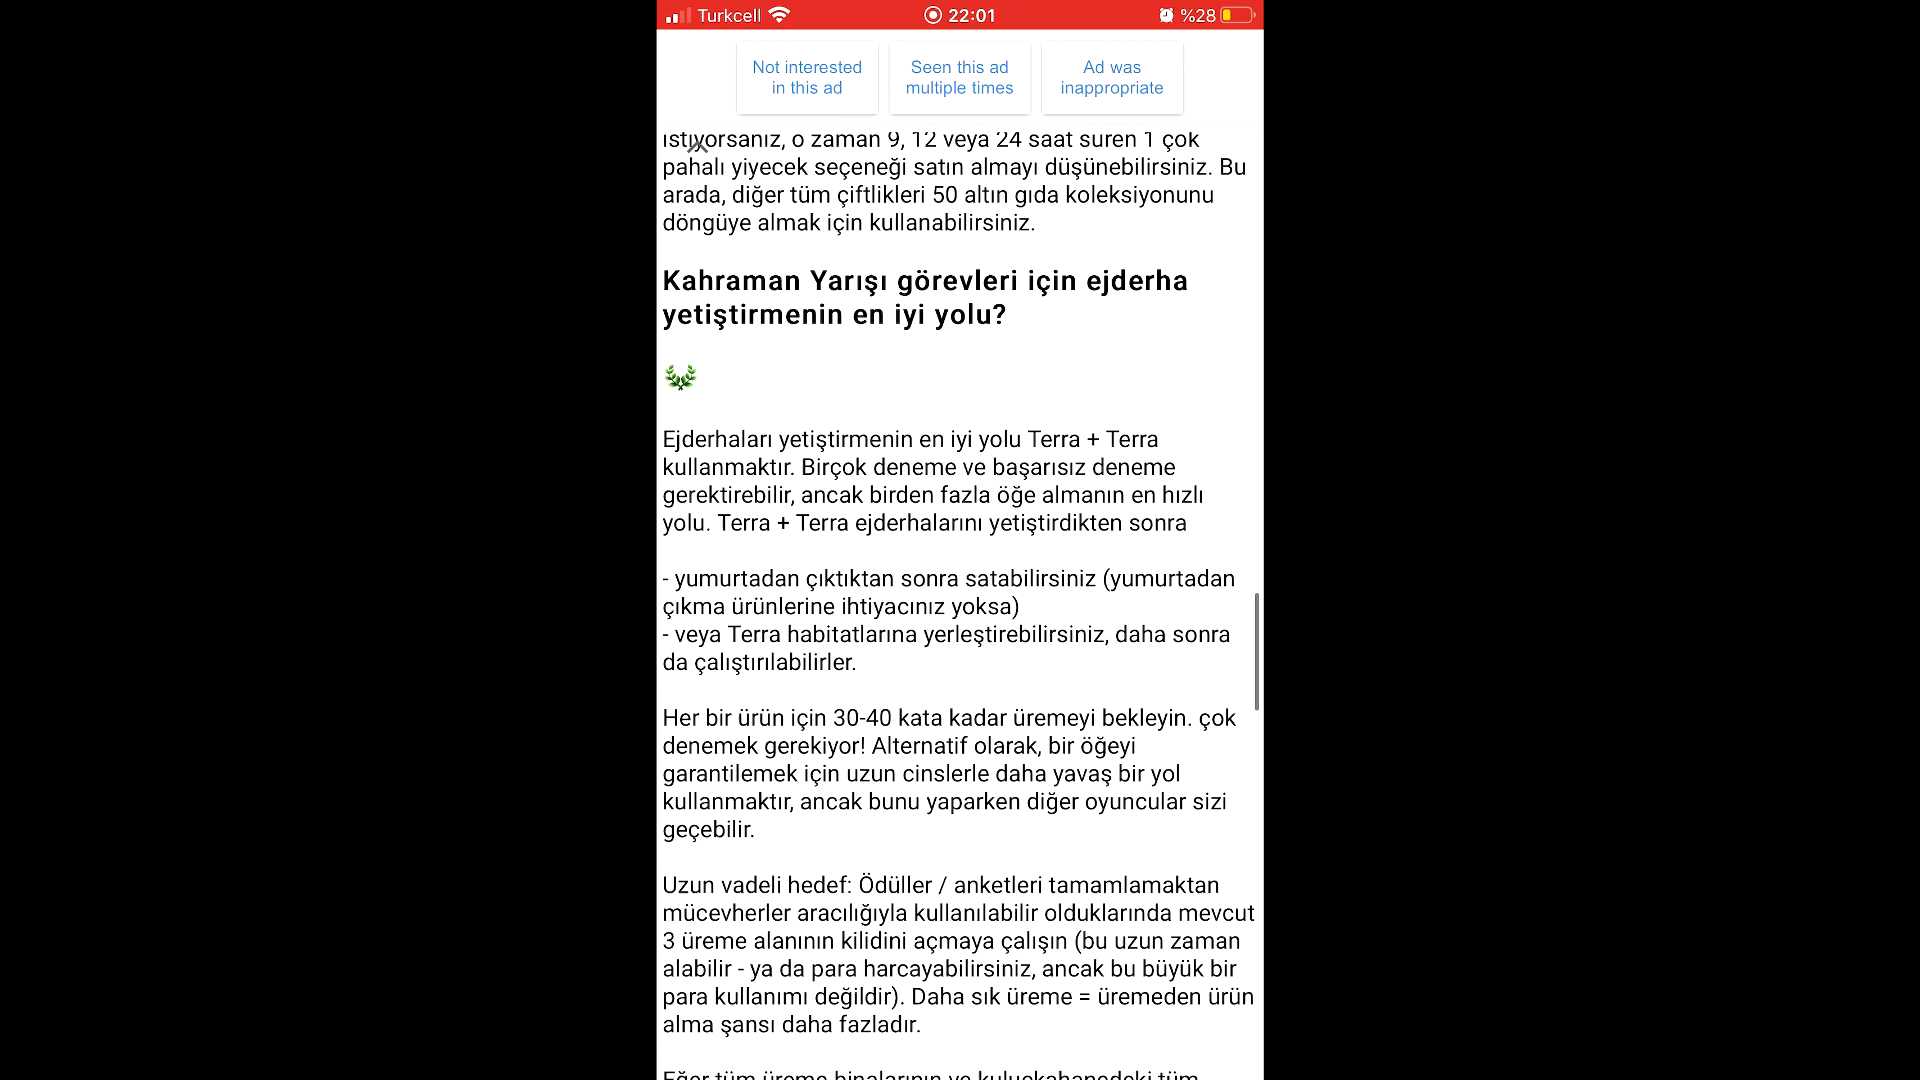 Turkcell 22:01 %28
Not interested in this ad
Seen this ad multiple times
Ad was inappropriate
istiyorsanız, o zaman 9, 12 veya 24 saat süren 1 çok
pahalı yiyecek seçeneği satın almayı düşünebilirsiniz. Bu
arada, diğer tüm çiftlikleri 50 altın gıda koleksiyonunu
döngüye almak için kullanabilirsiniz.
Kahraman Yarışı görevleri için ejderha
yetiştirmenin en iyi yolu?
Ejderhaları yetiştirmenin en iyi yolu Terra + Terra
kullanmaktır. Birçok deneme ve başarısız deneme
gerektirebilir, ancak birden fazla öğe almanın en hızlı
yolu. Terra + Terra ejderhalarını yetiştirdikten sonra
- yumurtadan çıktıktan sonra satabilirsiniz (yumurtadan
çıkma ürünlerine ihtiyacınız yoksa)
- veya Terra habitatlarına yerleştirebilirsiniz, daha sonra
da çalıştırılabilirler.
Her bir ürün için 30-40 kata kadar üremeyi bekleyin. çok
denemek gerekiyor! Alternatif olarak, bir öğeyi
garantilemek için uzun cinslerle daha yavaş bir yol
kullanmaktır, ancak bunu yaparken diğer oyuncular sizi
geçebilir.
Uzun vadeli hedef: Ödüller / anketleri tamamlamaktan
mücevherler aracılığıyla kullanılabilir olduklarında mevcut
3 üreme alanının kilidini açmaya çalışın (bu uzun zaman
alabilir - ya da para harcayabilirsiniz, ancak bu büyük bir
para kullanımı değildir). Daha sık üreme = üremeden ürün
alma şansı daha fazladır.
Eğer tüm üreme binalarının ve kuluçkahanedeki tüm